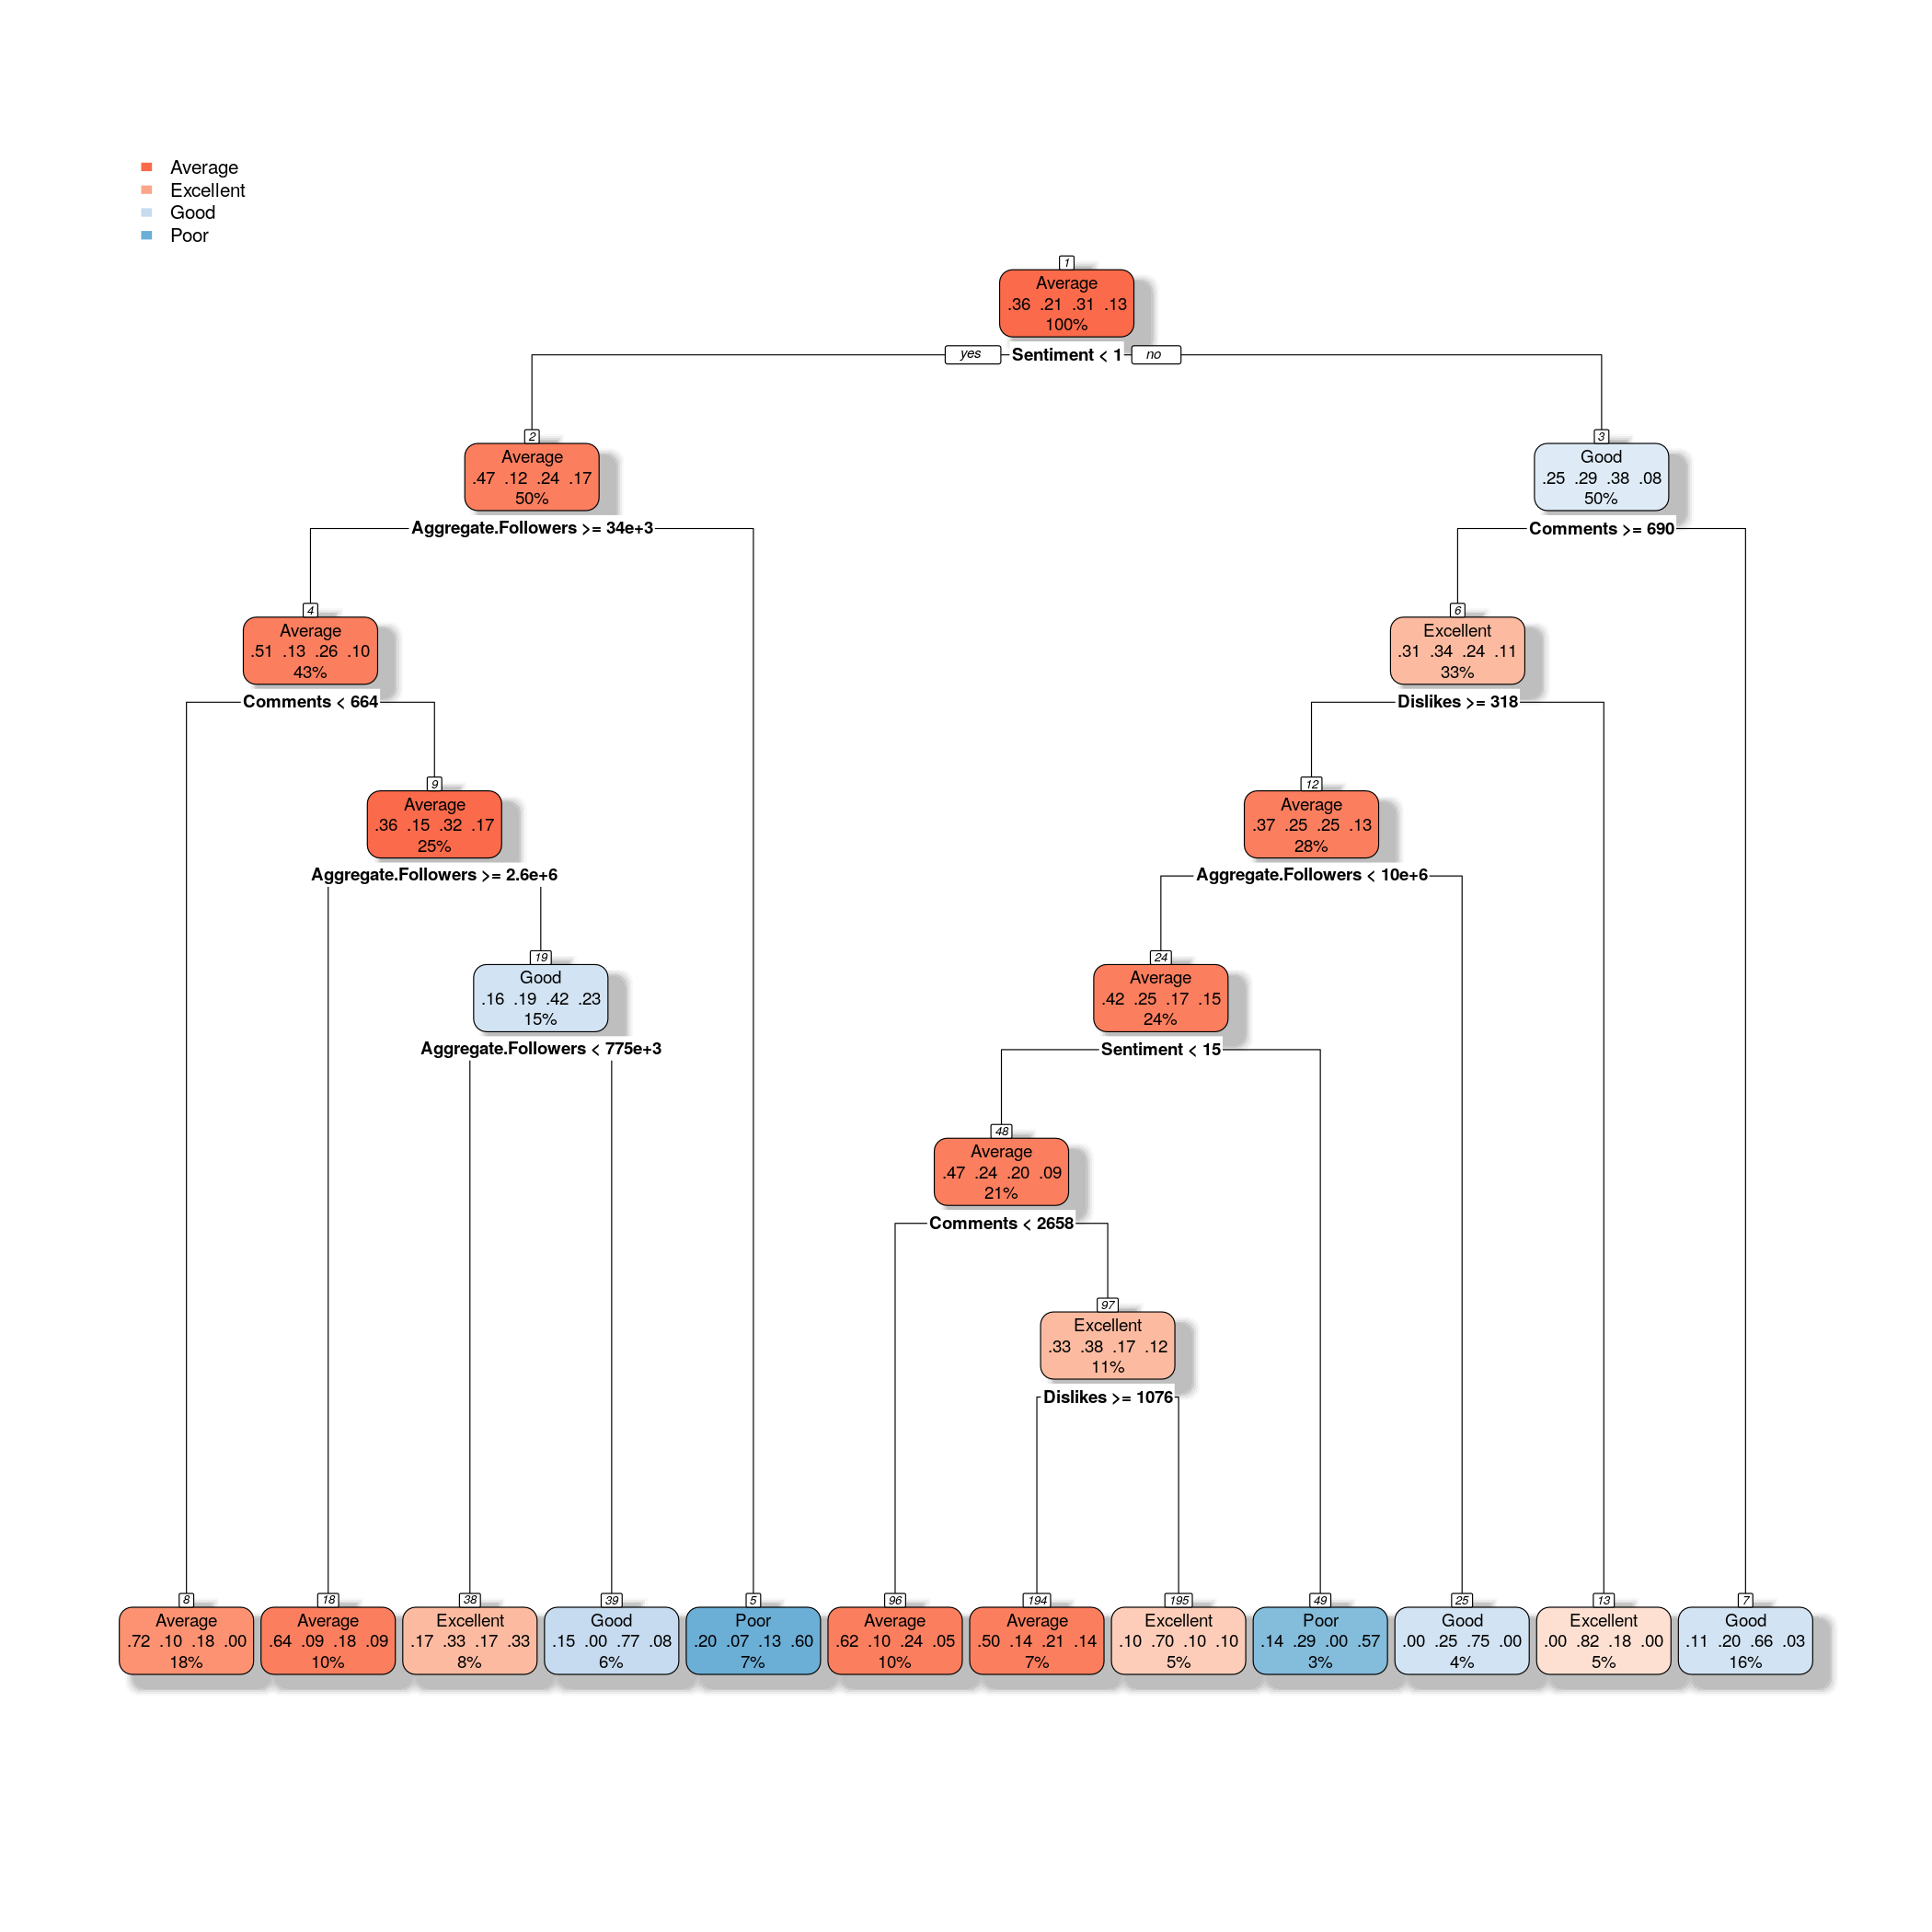 Average
Excellent
Good
Poor
1
Average
.36 .21 .31 .13
100%
yes Sentiment < 1 no
2
Average
.47 .12 .24 .17
50%
3
Good
.25 .29 .38 .08
50%
Aggregate.Followers >= 34e+3
Comments >= 690
4
Average
.51 .13 .26 .10
43%
6
Excellent
.31 .34 .24 .11
33%
Comments < 664
Dislikes >= 318
9
Average
.36 .15 .32 .17
25%
12
Average
.37 .25 .25 .13
28%
Aggregate.Followers >= 2.6e+6
Aggregate.Followers < 10e+6
19
Good
.16 .19 .42 .23
15%
24
Average
.42 .25 .17 .15
24%
Aggregate.Followers < 775e+3
Sentiment < 15
48
Average
.47 .24 .20 .09
21%
Comments < 2658
97
Excellent
.33 .38 .17 .12
11%
Dislikes >= 1076
8
Average
.72 .10 .18 .00
18%
18
Average
.64 .09 .18 .09
10%
38
Excellent
.17 .33 .17 .33
8%
39
Good
.15 .00 .77 .08
6%
5
Poor
.20 .07 .13 .60
7%
96
Average
.62 .10 .24 .05
10%
194
Average
.50 .14 .21 .14
7%
195
Excellent
.10 .70 .10 .10
5%
49
Poor
.14 .29 .00 .57
3%
25
Good
.00 .25 .75 .00
4%
13
Excellent
.00 .82 .18 .00
5%
7
Good
.11 .20 .66 .03
16%